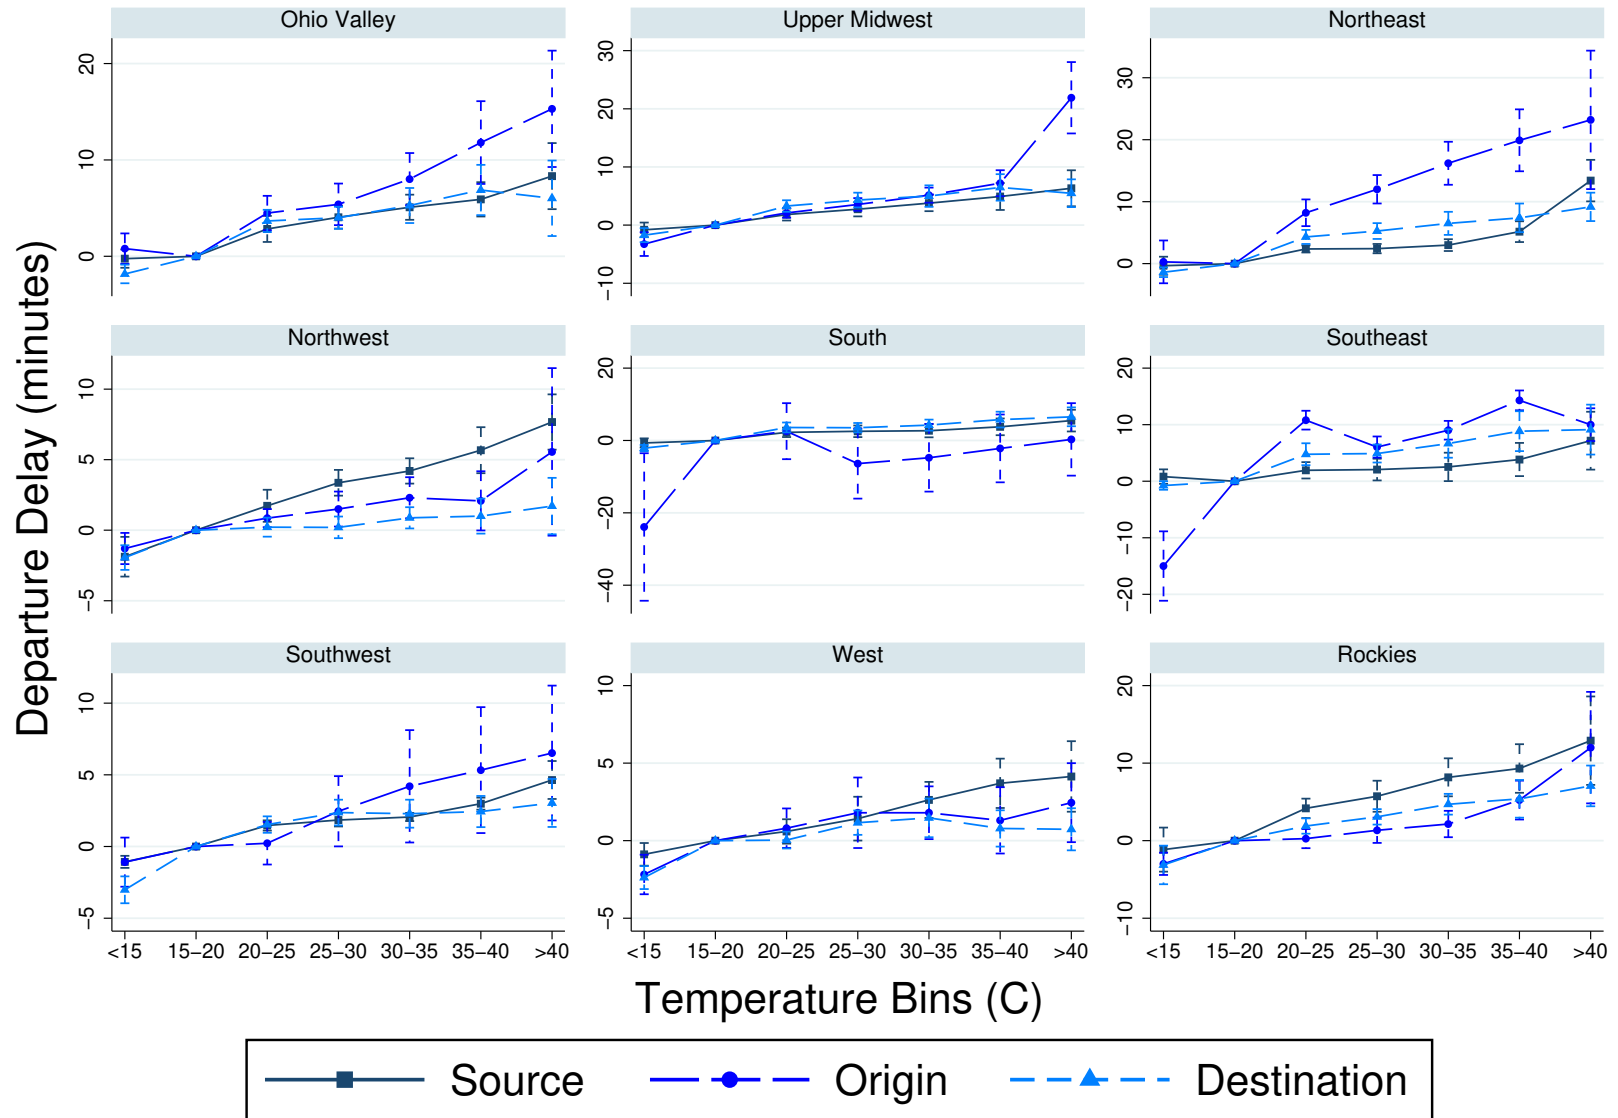 Departure Delay (minutes)
Ohio Valley
20
10
0
Upper Midwest
30
20
10
0
−10
Northeast
30
20
10
0
Northwest
10
5
0
−5
South
20
0
−20
−40
Southeast
20
10
0
−10
−20
Southwest
10
5
0
−5
<15 15−20 20−25 25−30 30−35 35−40 >40
West
10
5
0
−5
<15 15−20 20−25 25−30 30−35 35−40 >40
Rockies
20
10
0
−10
<15 15−20 20−25 25−30 30−35 35−40 >40
Temperature Bins (C)
Source Origin Destination